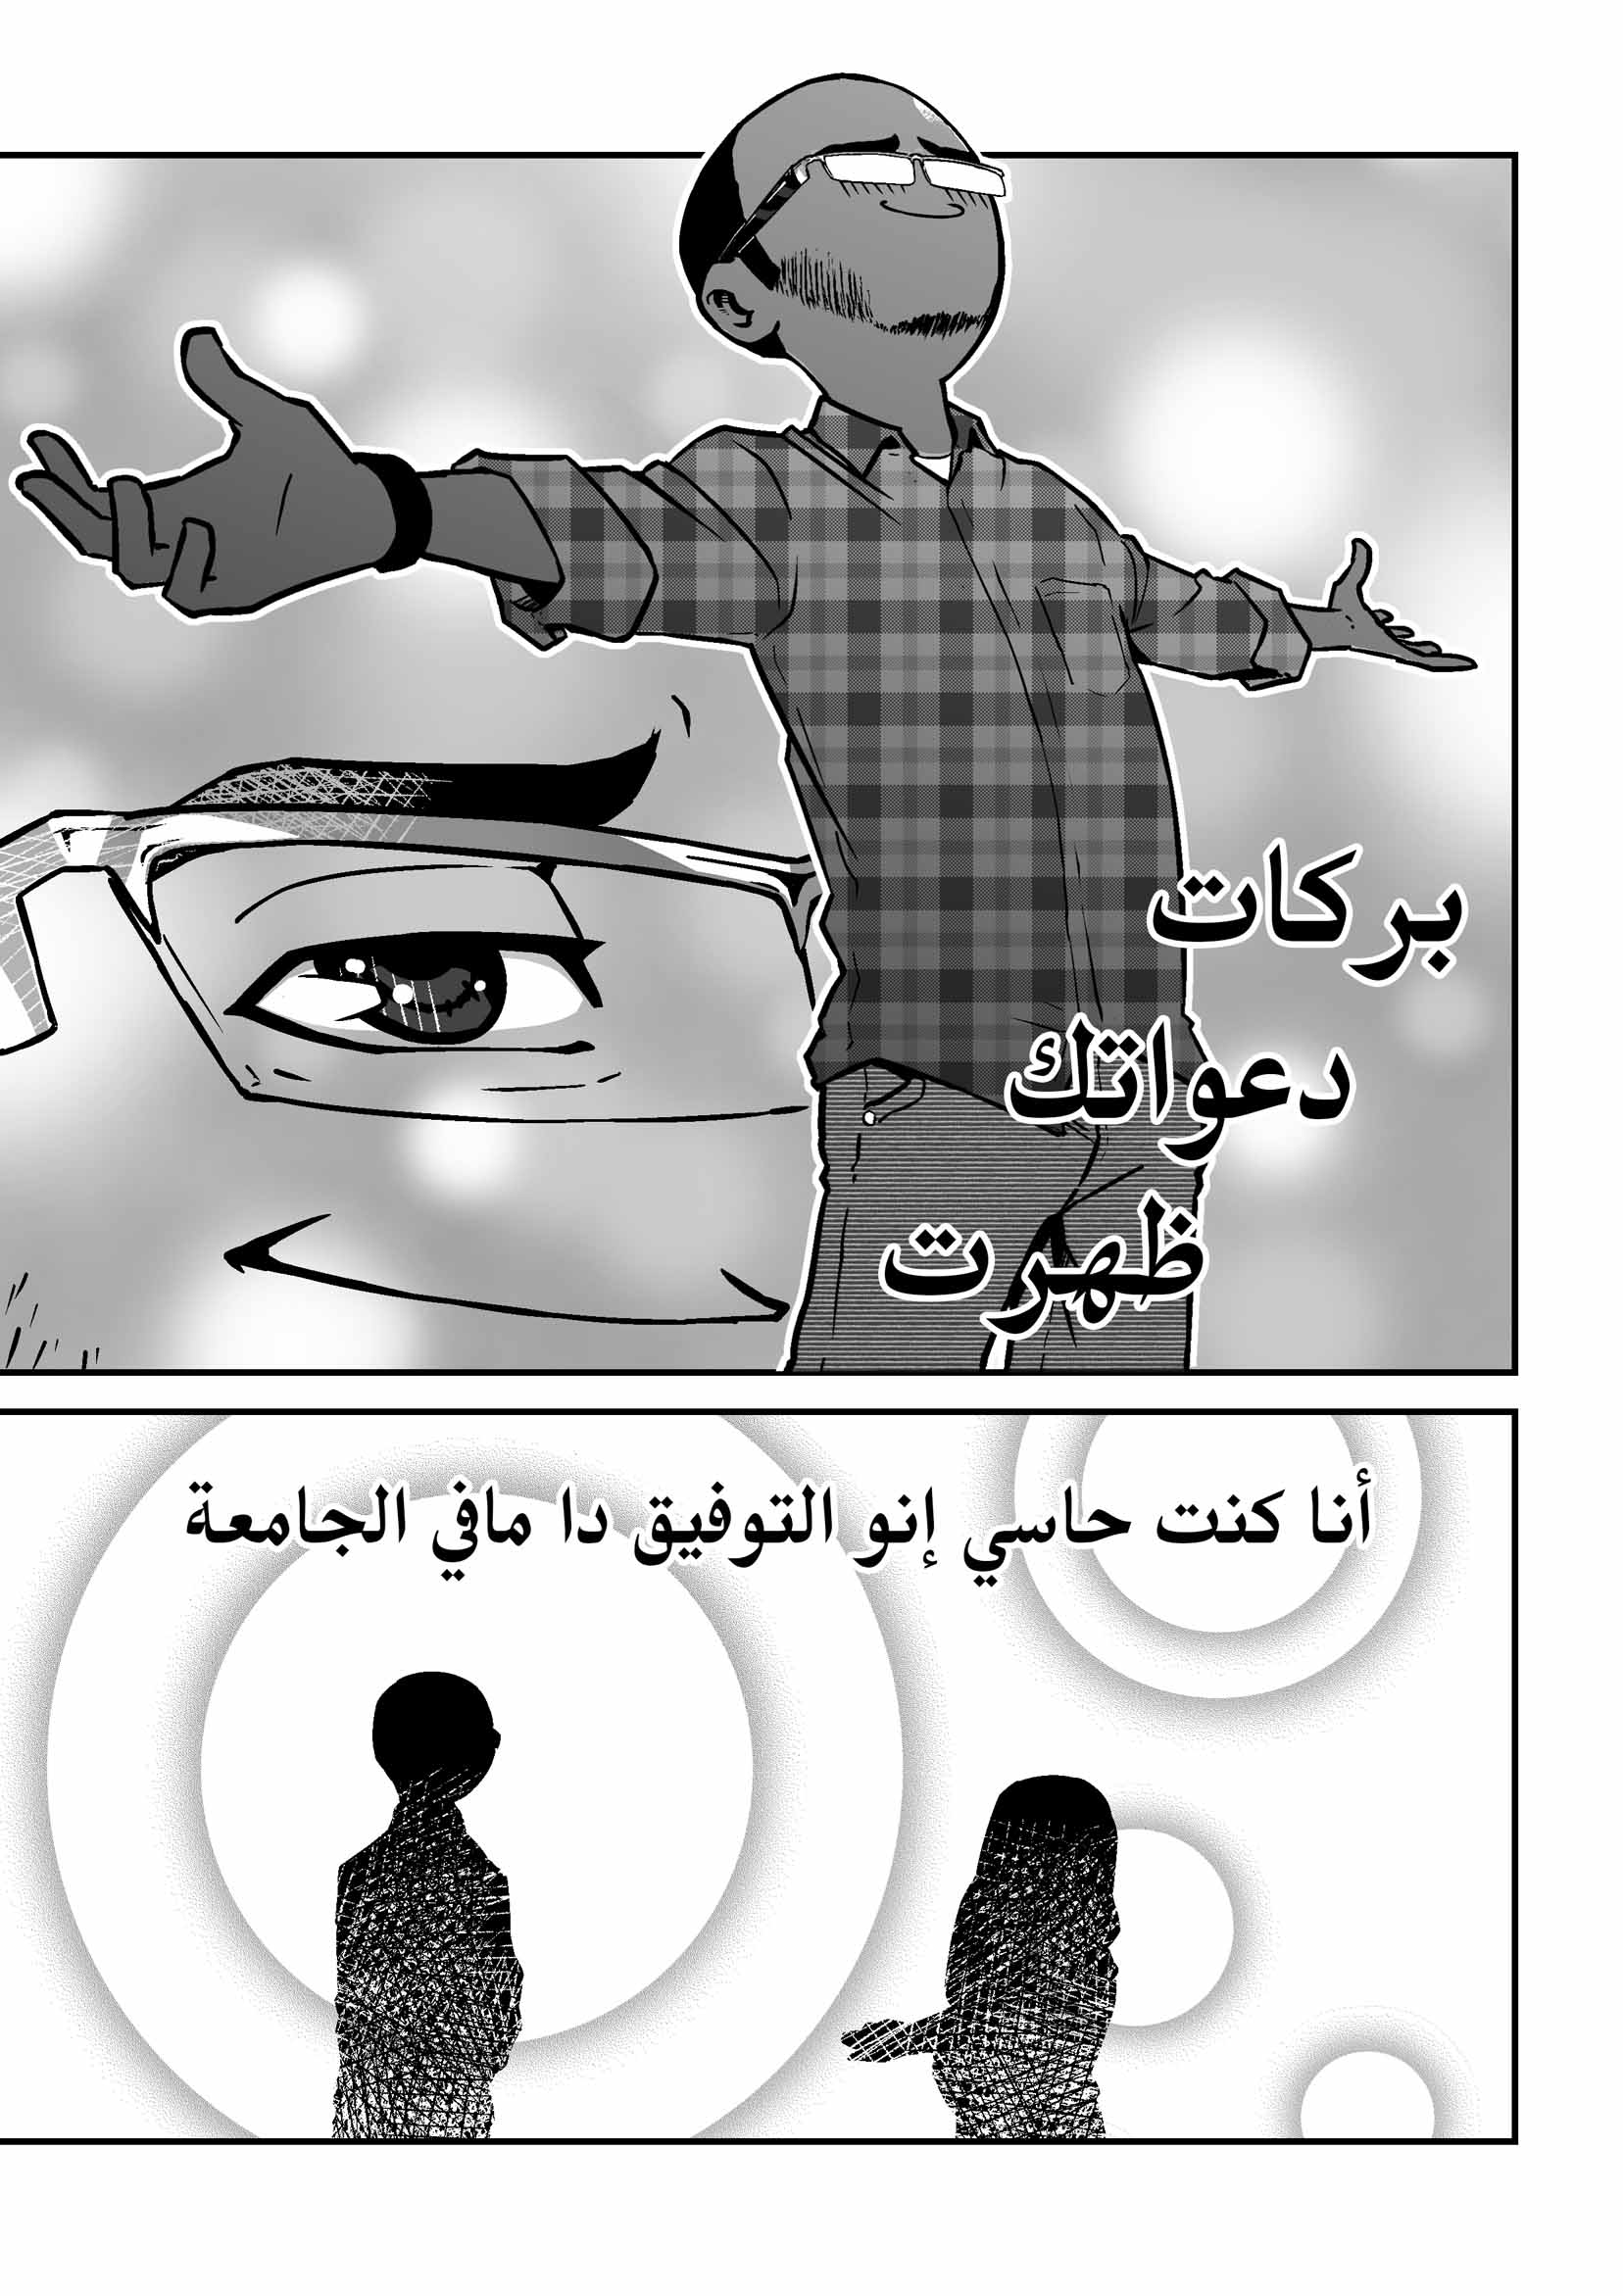 بركات
دعواتك
ظهرت
أنا كنت حاسي إنو التوفيق دا مافي الجامعة